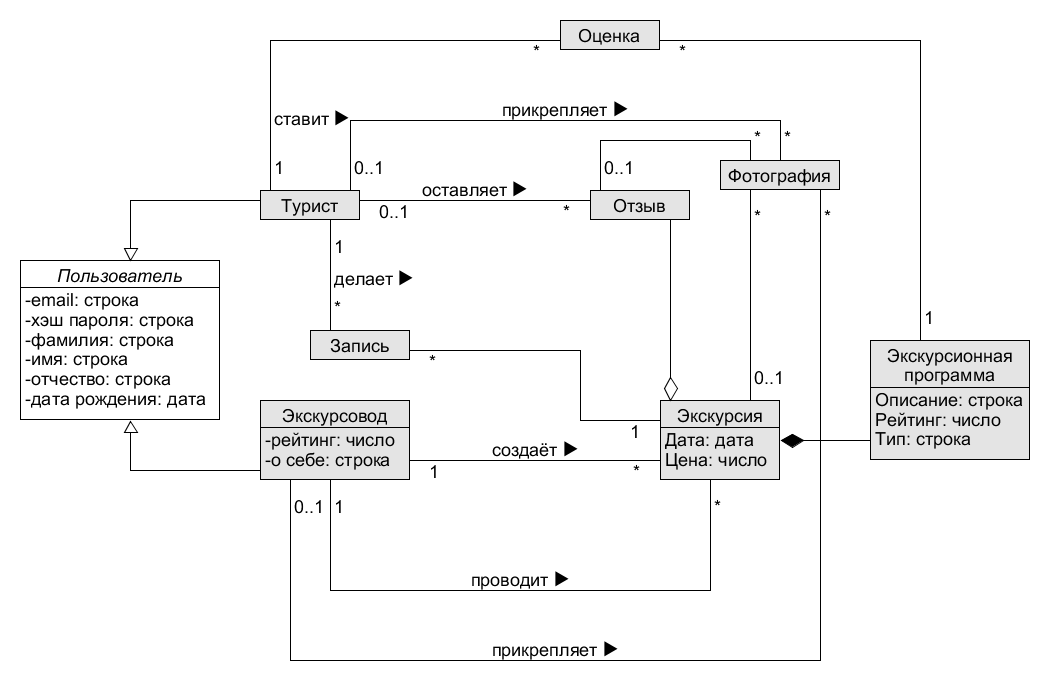 Оценка
*
*
ставит ▶
прикрепляет ▶
*
*
1
0..1
0..1
Фотография
оставляет ▶
Турист
0..1
*
Отзыв
*
*
1
Пользователь
-email: строка
-хэш пароля: строка
-фамилия: строка
-имя: строка
-отчество: строка
-дата рождения: дата
делает ▶
*
1
Запись
*
Экскурсионная
программа
Описание: строка
Рейтинг: число
Тип: строка
0..1
Экскурсовод
-рейтинг: число
-о себе: строка
1
Экскурсия
Дата: дата
Цена: число
создаёт ▶
1
*
0..1
1
*
проводит ▶
прикрепляет ▶